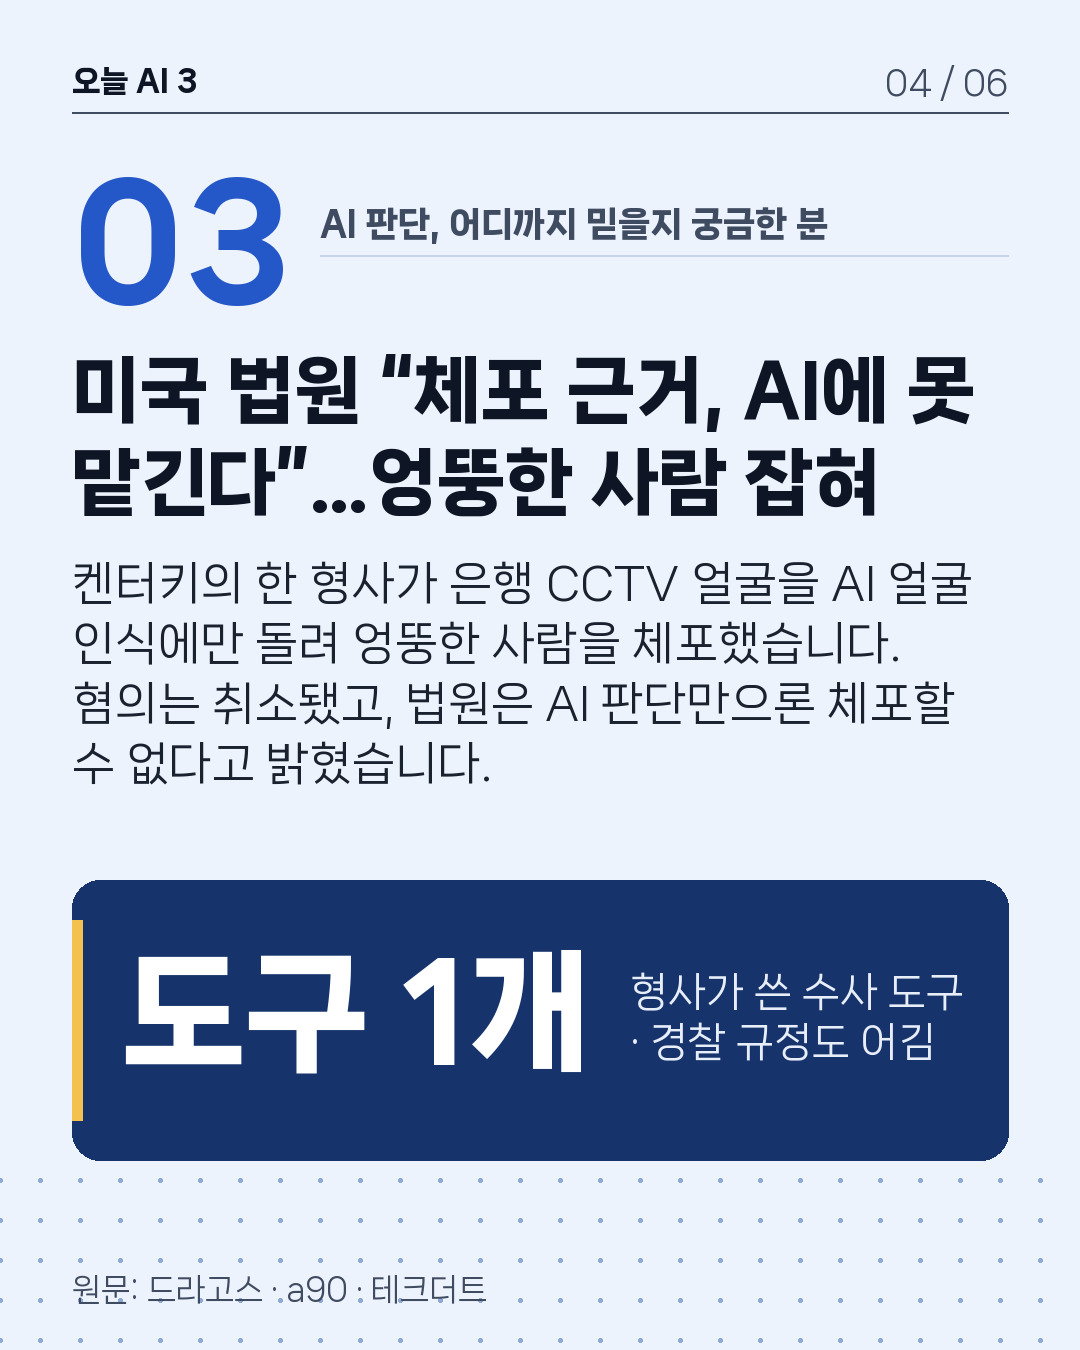 오늘 AI 3
04 / 06
03
AI 판단, 어디까지 믿을지 궁금한 분
미국 법원 “체포 근거, AI에 못
맡긴다”…엉뚱한 사람 잡혀
켄터키의 한 형사가 은행 CCTV 얼굴을 AI 얼굴
인식에만 돌려 엉뚱한 사람을 체포했습니다.
혐의는 취소됐고, 법원은 AI 판단만으론 체포할
수 없다고 밝혔습니다.
도구 1개
형사가 쓴 수사 도구
· 경찰 규정도 어김
원문: 드라고스 · a90 · 테크더트